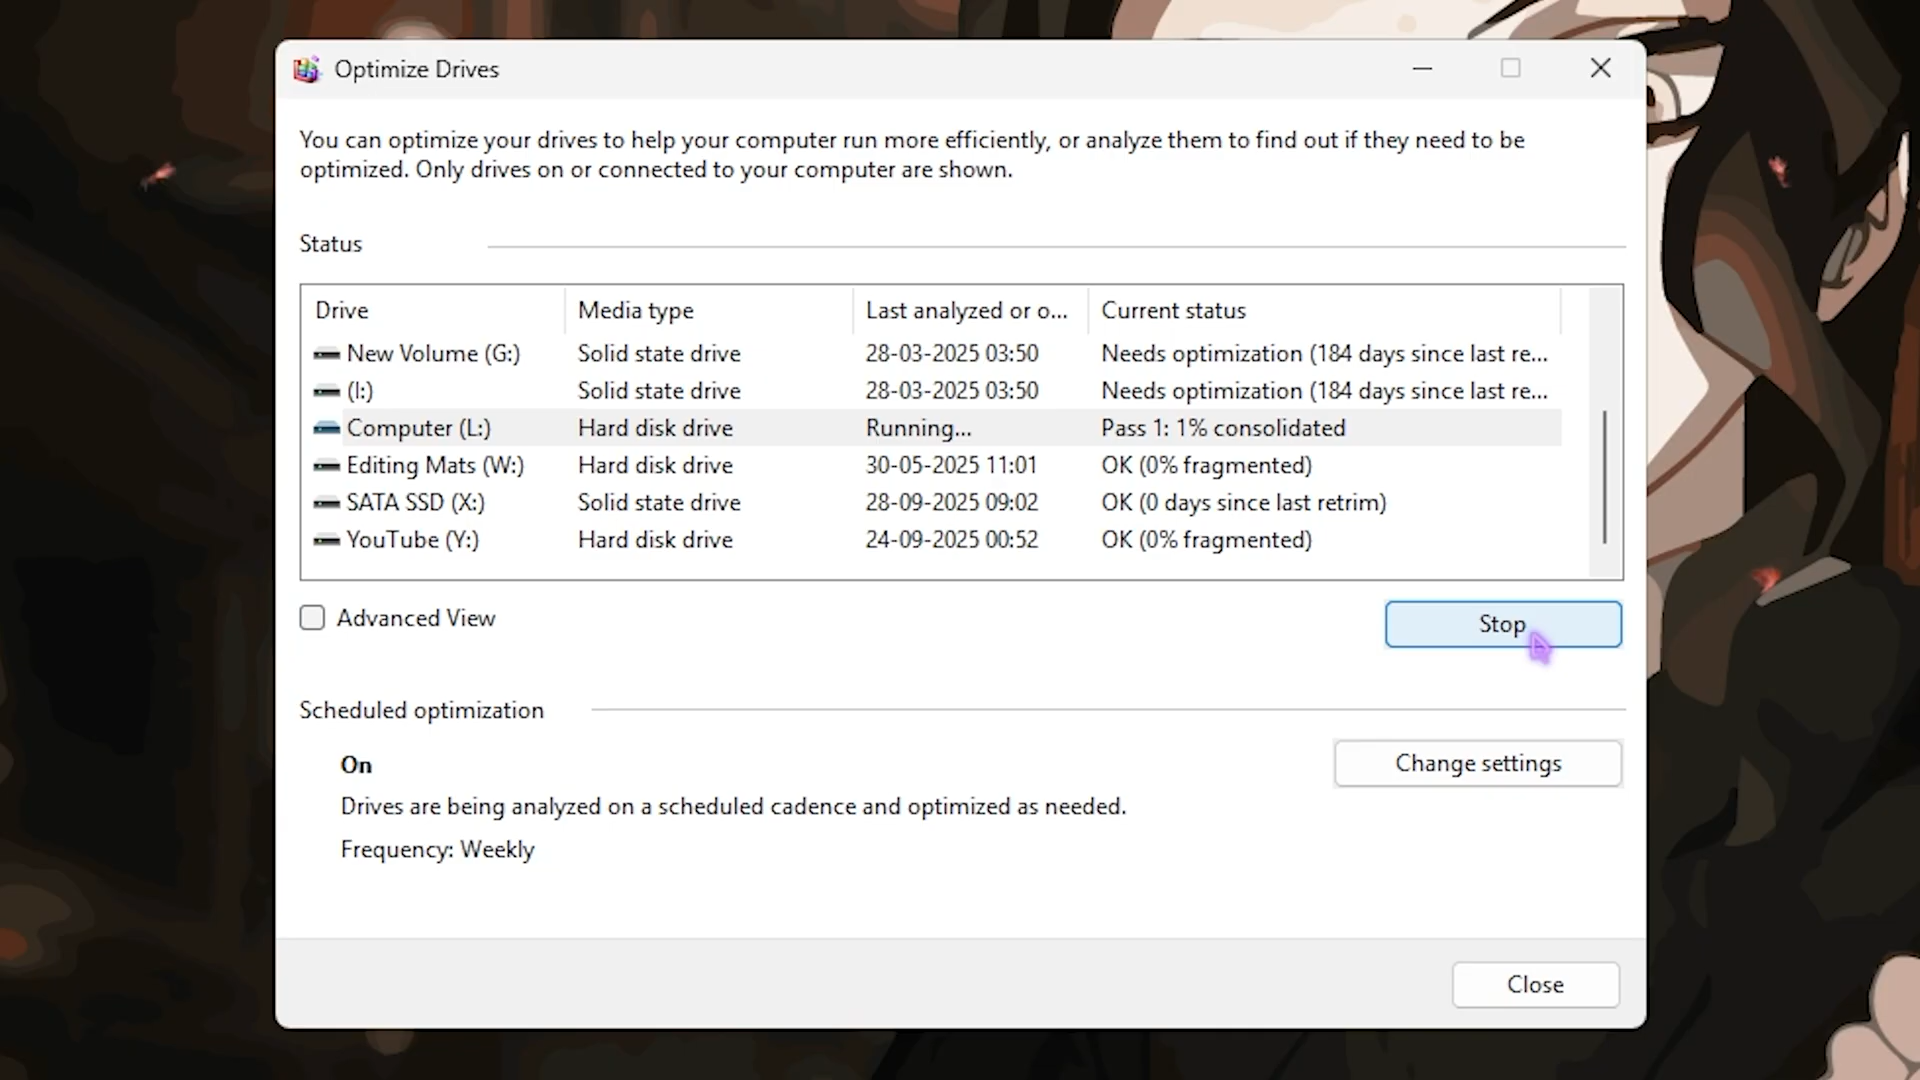 Optimize Drives
You can optimize your drives to help your computer run more efficiently, or analyze them to find out if they need to be
optimized. Only drives on or connected to your computer are shown.
Status
Drive Media type Last analyzed or o... Current status
New Volume (G:) Solid state drive 28-03-2025 03:50 Needs optimization (184 days since last re...
(I:) Solid state drive 28-03-2025 03:50 Needs optimization (184 days since last re...
Computer (L:) Hard disk drive Running... Pass 1: 1% consolidated
Editing Mats (W:) Hard disk drive 30-05-2025 11:01 OK (0% fragmented)
SATA SSD (X:) Solid state drive 28-09-2025 09:02 OK (0 days since last retrim)
YouTube (Y:) Hard disk drive 24-09-2025 00:52 OK (0% fragmented)
Advanced View
Stop
Scheduled optimization
On
Change settings
Drives are being analyzed on a scheduled cadence and optimized as needed.
Frequency: Weekly
Close